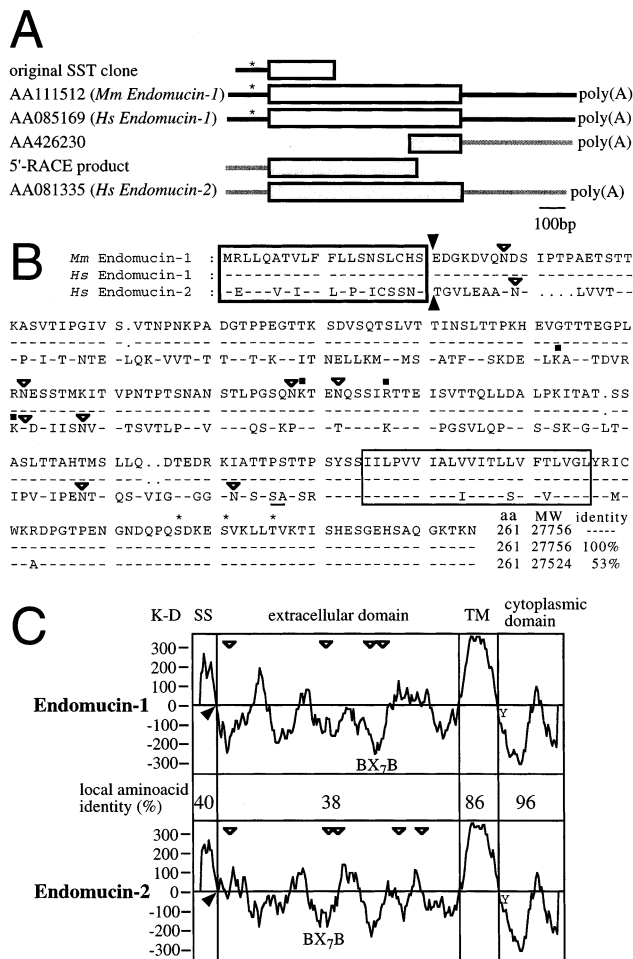 A
original SST clone *
AA111512 (Mm Endomucin-1) * poly(A)
AA085169 (Hs Endomucin-1) * poly(A)
AA426230 poly(A)
5'-RACE product
AA081335 (Hs Endomucin-2) poly(A)
100bp
B
Mm Endomucin-1 : MRLLQATVLF FLLSNSLCHS EDGKDVQNDS IPTPAETSTT
Hs Endomucin-1 : ---------- ---------- ---------- ----------
Hs Endomucin-2 : -E---V-I-- L-P-ICSSN- TGVLEAA-N- ....LVVT--
KASVTIPGIV S.VTNPNKPA DGTPPEGTTK SDVSQTSLVT TINSLTTPKH EVGTTTEGPL
---------- -.-------- ---------- ---------- ---------- ----------
-P-I-TNTE- LQK-VVT-T T--T-K--IT NELLKM--MS -ATF--SKDE -LKA--TDVR
RNESSTMKIT VPNTPTSNAN STLPGSQNKT ENQSSIRTTE ISVTTQLLDA LPKITAT.SS
---------- ---------- ---------- ---------- ---------- -------.--
K-D-IISNV- TVTSVTLP-- V--QSKP--- -T----K--- -PGSVLQP-- S-SK-G-LT-
ASLTTAHTMS LLQ..DTEDR KIATTPSTTP SYSSIILPVV IALVVITLLV FTLVGLYRIC
---------- ---------- ---------- ---------- ---------- ----------
IPV-IPENT- QS-VIG-GG- -N-S--SA-SR ---------- ----I---S- -V-----M-
* * *
WKRDPGTPEN GNDQPQSDKE SVKLLTVKTI SHESGEHSAQ GKTKN
---------- ---------- ---------- ---------- -----
--A------- ---------- ---------- ---------- -----
aa MW identity
261 27756 -----
261 27756 100%
261 27524 53%
C
K-D SS extracellular domain TM cytoplasmic domain
300
200
100
Endomucin-1 0 Y
-100
-200
-300 BX7B
local aminoacid identity (%) 40 38 86 96
300
200
100
Endomucin-2 0 Y
-100
-200 BX7B
-300